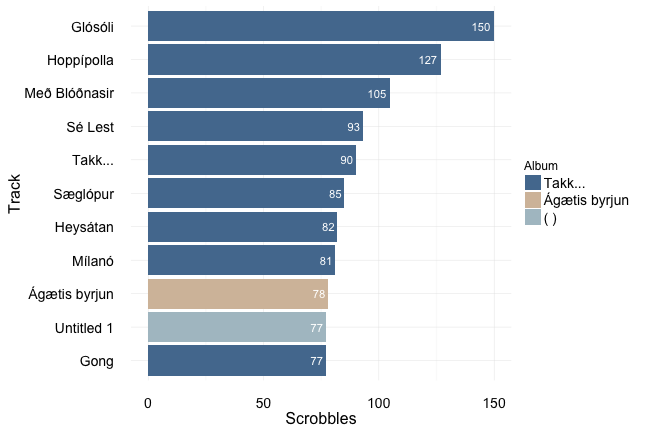 Track
Glósóli 150
Hoppípolla 127
Með Blóðnasir 105
Sé Lest 93
Takk... 90
Sæglópur 85
Heysátan 82
Mílanó 81
Ágætis byrjun 78
Untitled 1 77
Gong 77
0 50 100 150
Scrobbles
Album
Takk...
Ágætis byrjun
( )